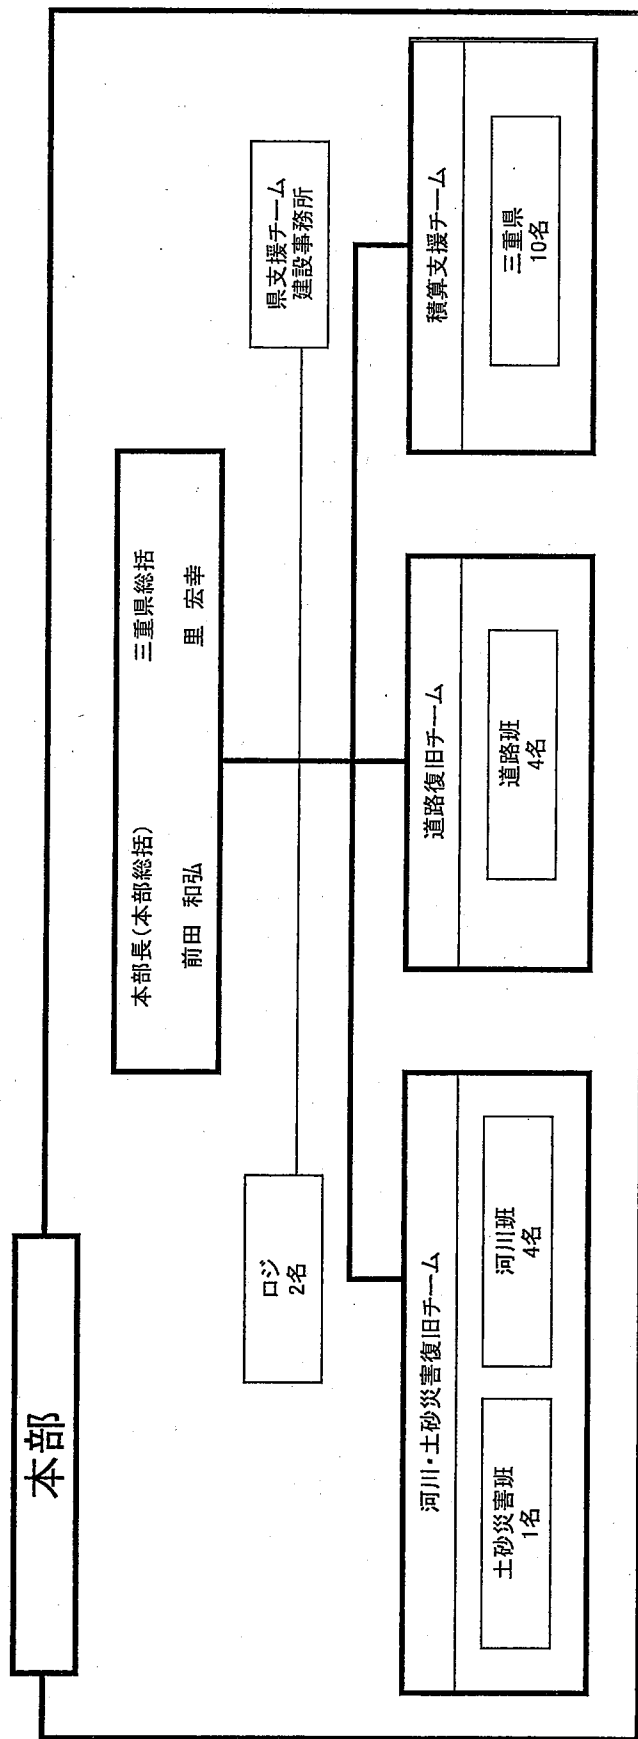 本部
本部長(本部総括)
前田 和弘
三重県総括
里 宏幸
ロジ
2名
県支援チーム
建設事務所
河川・土砂災害復旧チーム
土砂災害班
1名
河川班
4名
道路復旧チーム
道路班
4名
積算支援チーム
三重県
10名